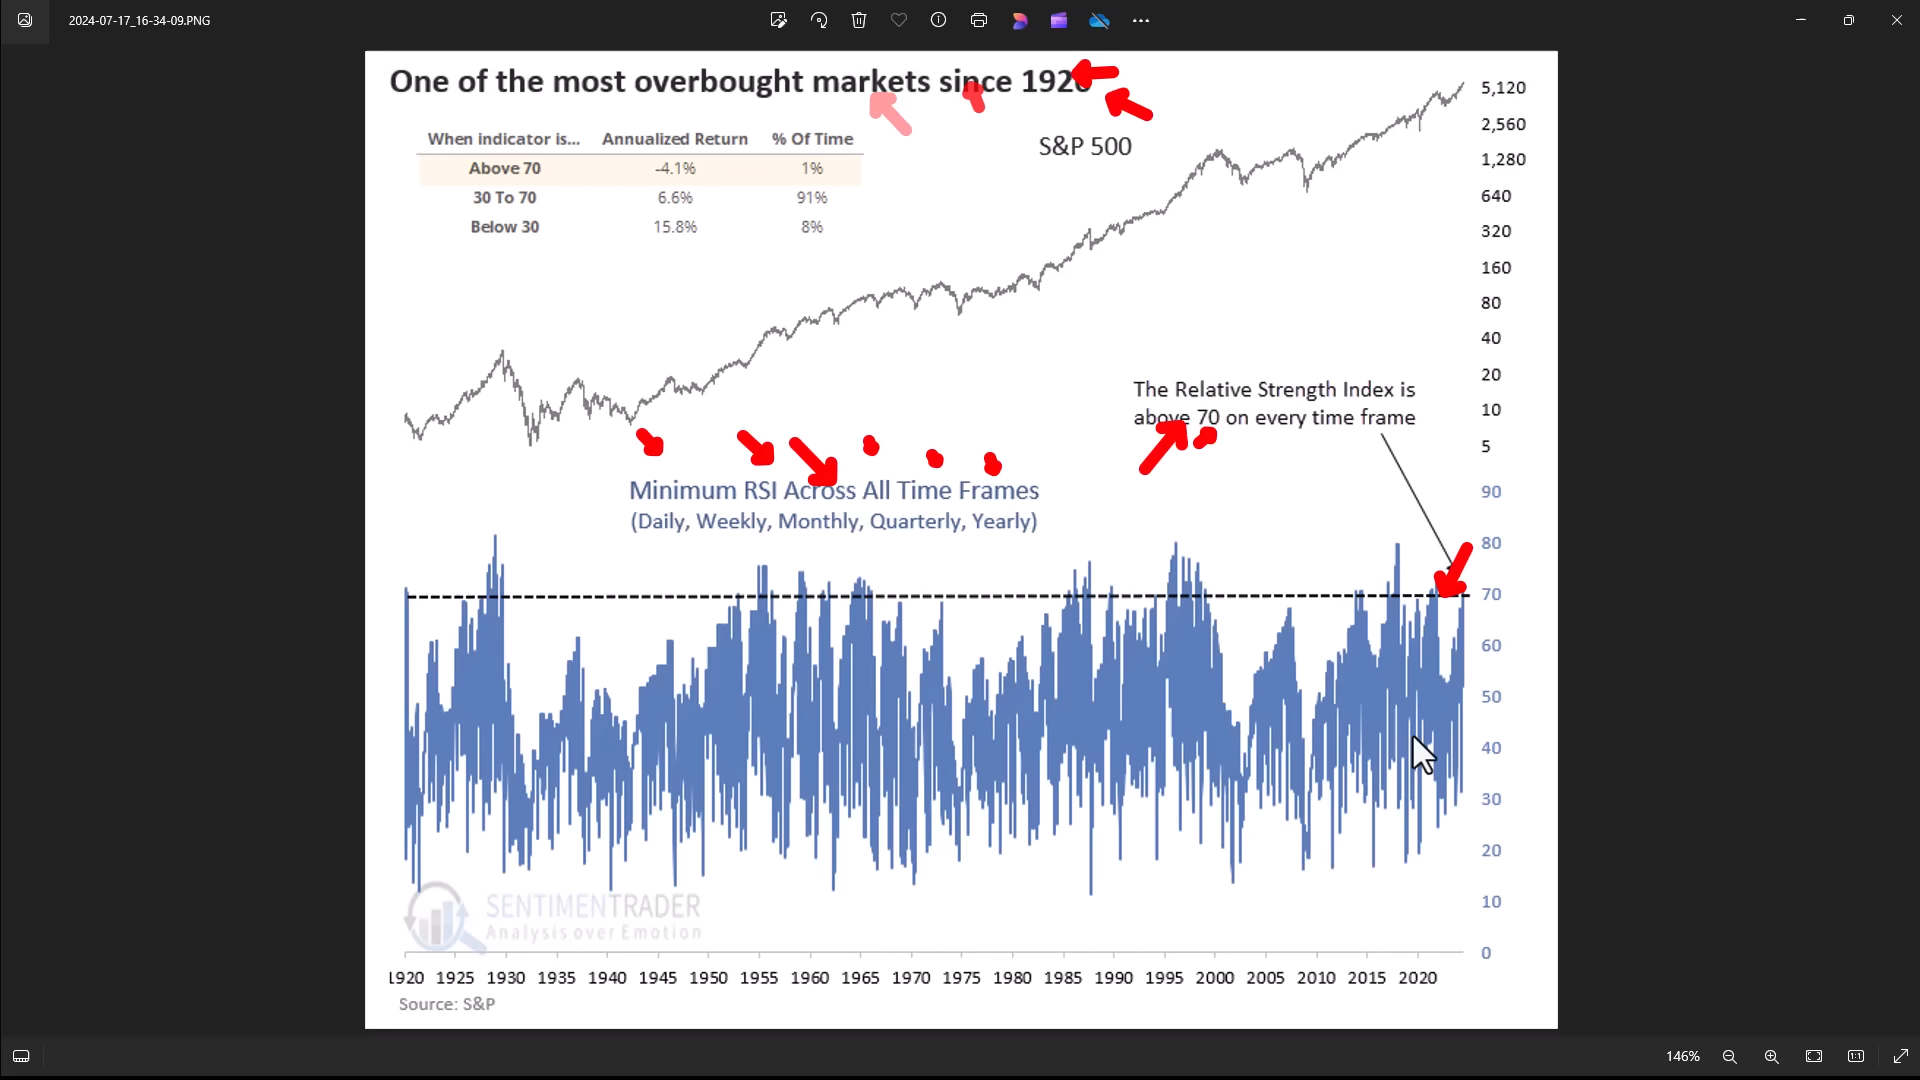 2024-07-17_16-34-09.PNG
One of the most overbought markets since 1920
When indicator is... Annualized Return % Of Time
Above 70 -4.1% 1%
30 To 70 6.6% 91%
Below 30 15.8% 8%
S&P 500
5,120
2,560
1,280
640
320
160
80
40
20
10
5
The Relative Strength Index is
above 70 on every time frame
Minimum RSI Across All Time Frames
(Daily, Weekly, Monthly, Quarterly, Yearly)
90
80
70
60
50
40
30
20
10
0
SENTIMENTRADER
Analysis over Emotion
1920 1925 1930 1935 1940 1945 1950 1955 1960 1965 1970 1975 1980 1985 1990 1995 2000 2005 2010 2015 2020
Source: S&P
146%
1:1